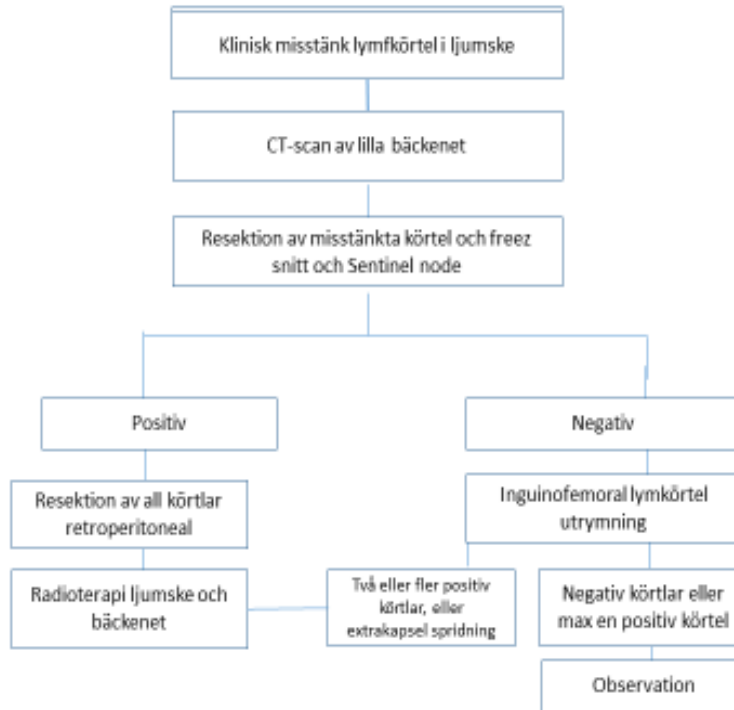 Klinisk misstänk lymfkörtel i ljumske
CT-scan av lilla bäckenet
Resektion av misstänkta körtel och freez
snitt och Sentinel node
Positiv
Negativ
Resektion av all körtlar
retroperitoneal
Inguinofemoral lymkörtel
utrymning
Radioterapi ljumske och
bäckenet
Två eller fler positiv
körtlar, eller
extrakapsel spridning
Negativ körtlar eller
max en positiv körtel
Observation